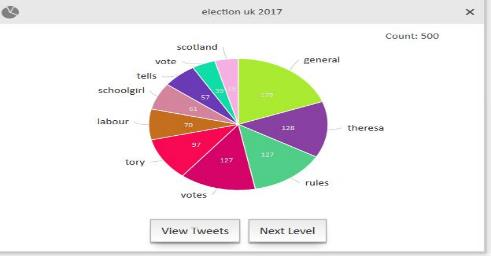 election uk 2017
Count: 500
scotland
general
vote
tells
schoolgirl
labour
theresa
tory
votes
rules
57
61
79
97
127
127
128
View Tweets
Next Level